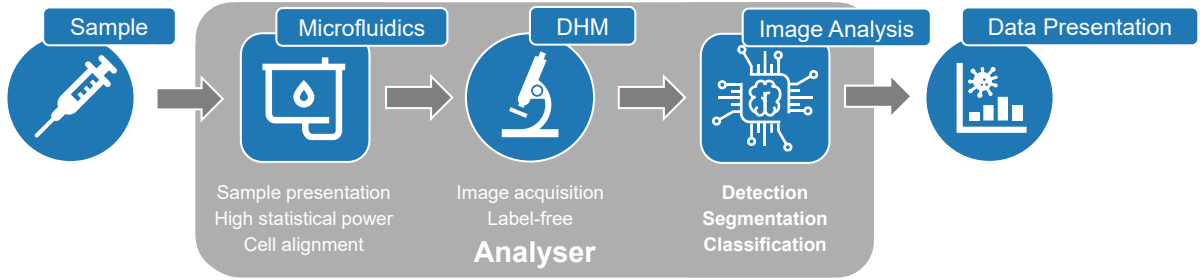 Sample
Microfluidics
DHM
Image Analysis
Data Presentation
Sample presentation
High statistical power
Cell alignment
Image acquisition
Label-free
Detection
Segmentation
Classification
Analyser